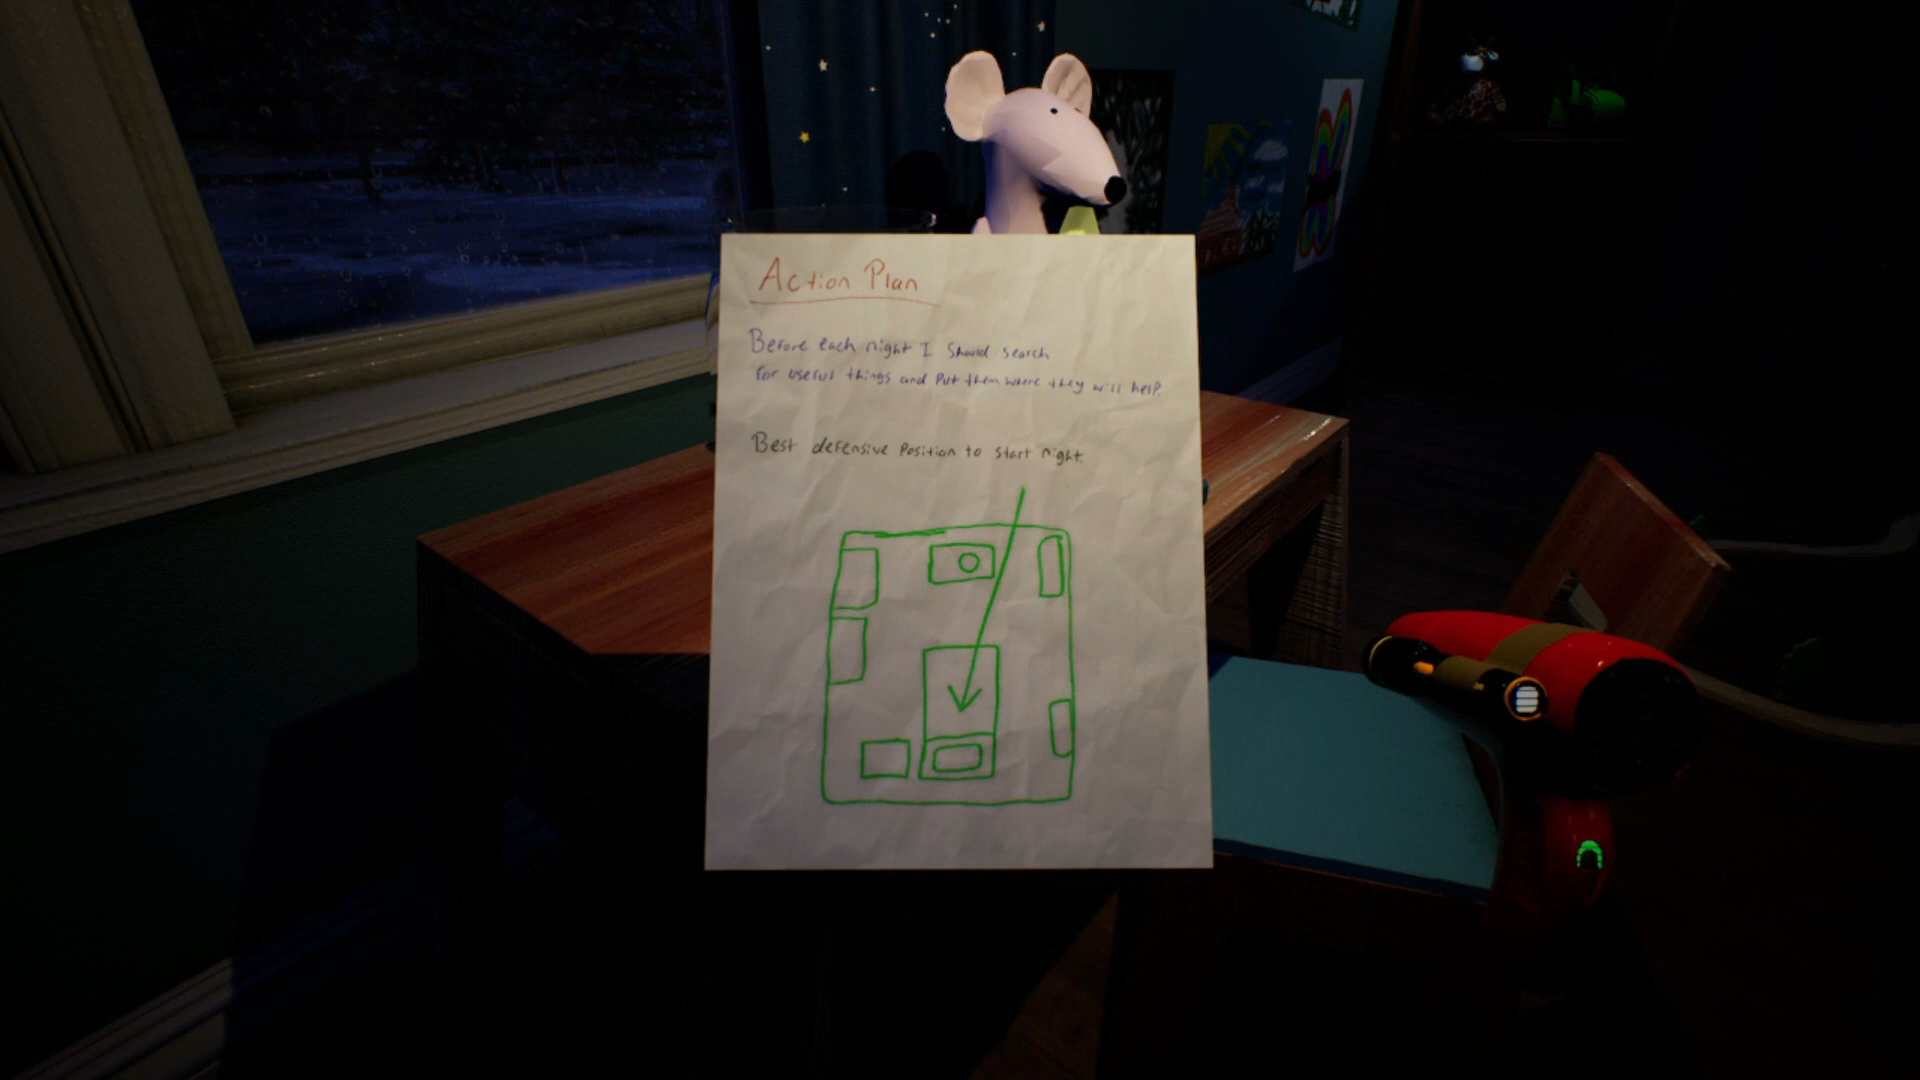 Action Plan
Before each night I should search
for useful things and Put them where they will help.
Best defensive Position to start night.